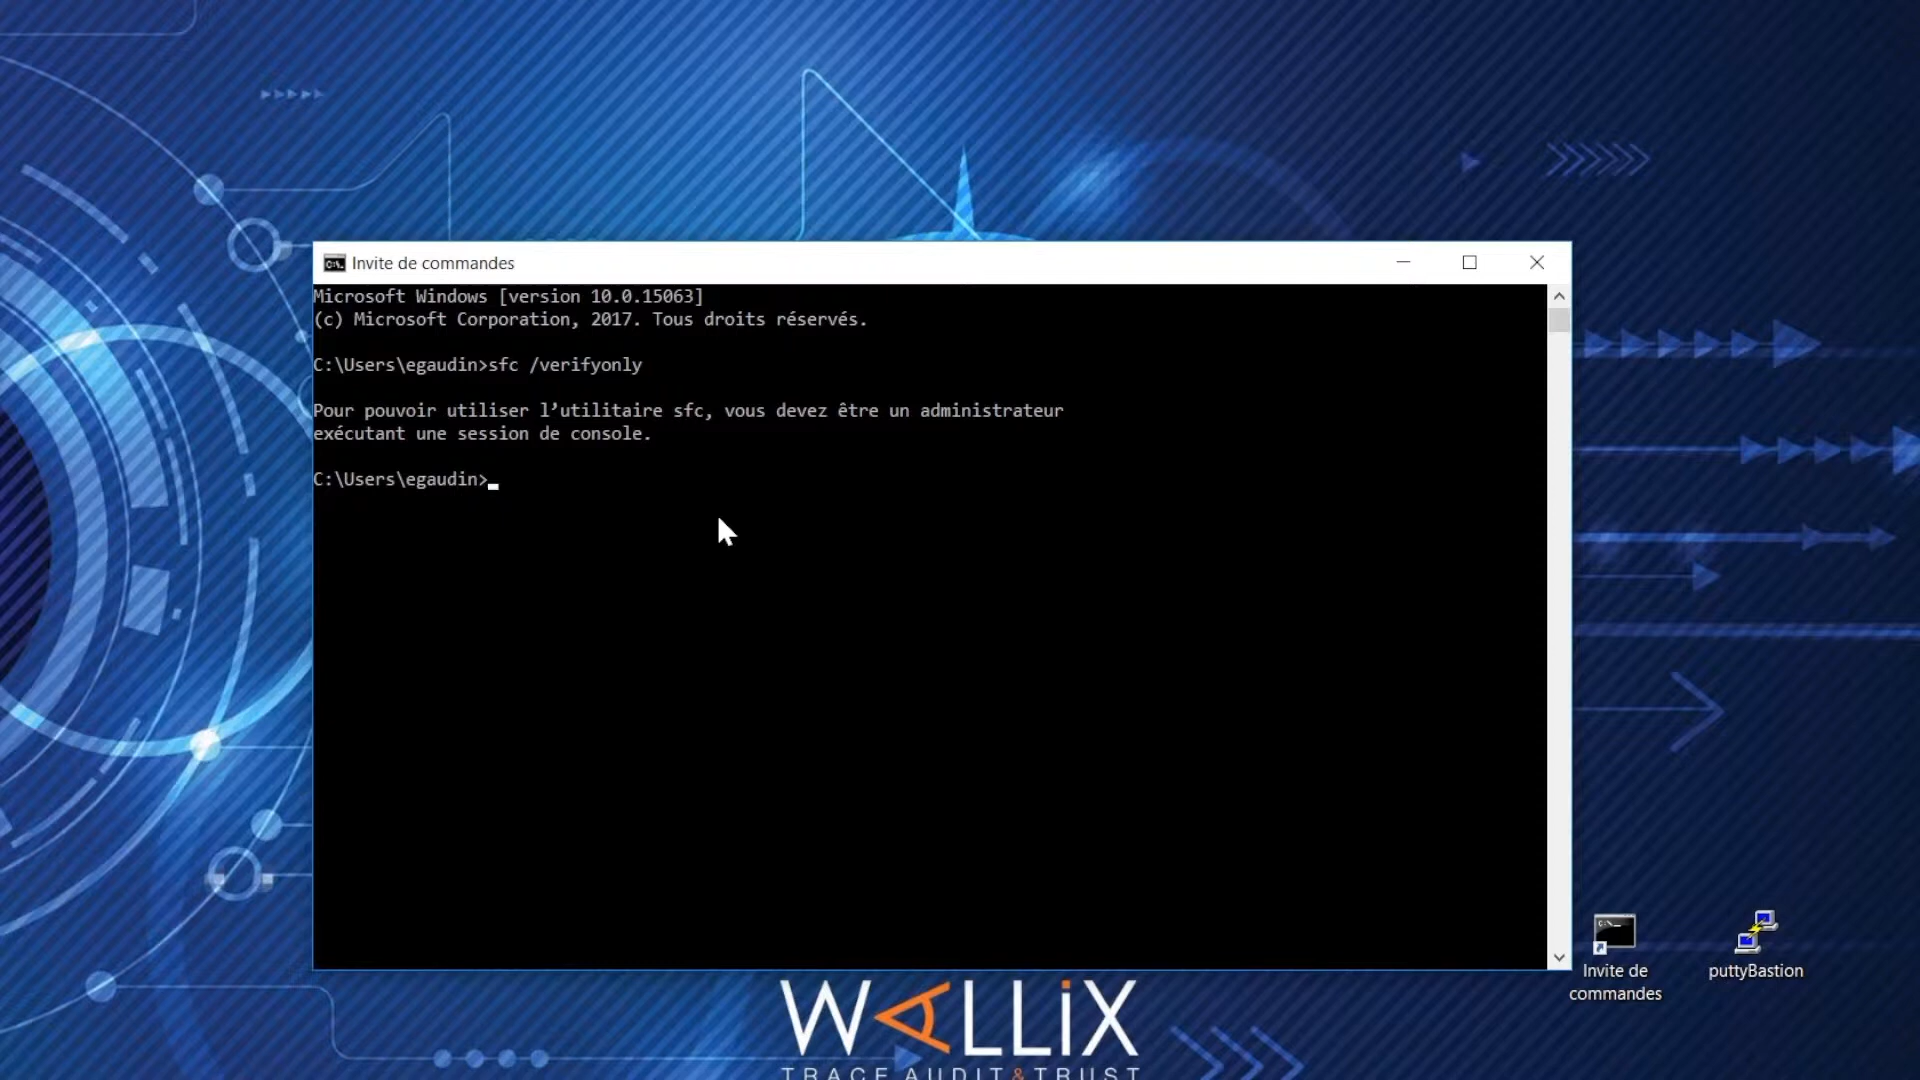 Invite de commandes
Microsoft Windows [version 10.0.15063]
(c) Microsoft Corporation, 2017. Tous droits réservés.
C:\Users\egaudin>sfc /verifyonly
Pour pouvoir utiliser l’utilitaire sfc, vous devez être un administrateur
exécutant une session de console.
C:\Users\egaudin>
Invite de
commandes
puttyBastion
WALLiX
TRACE AUDIT & TRUST